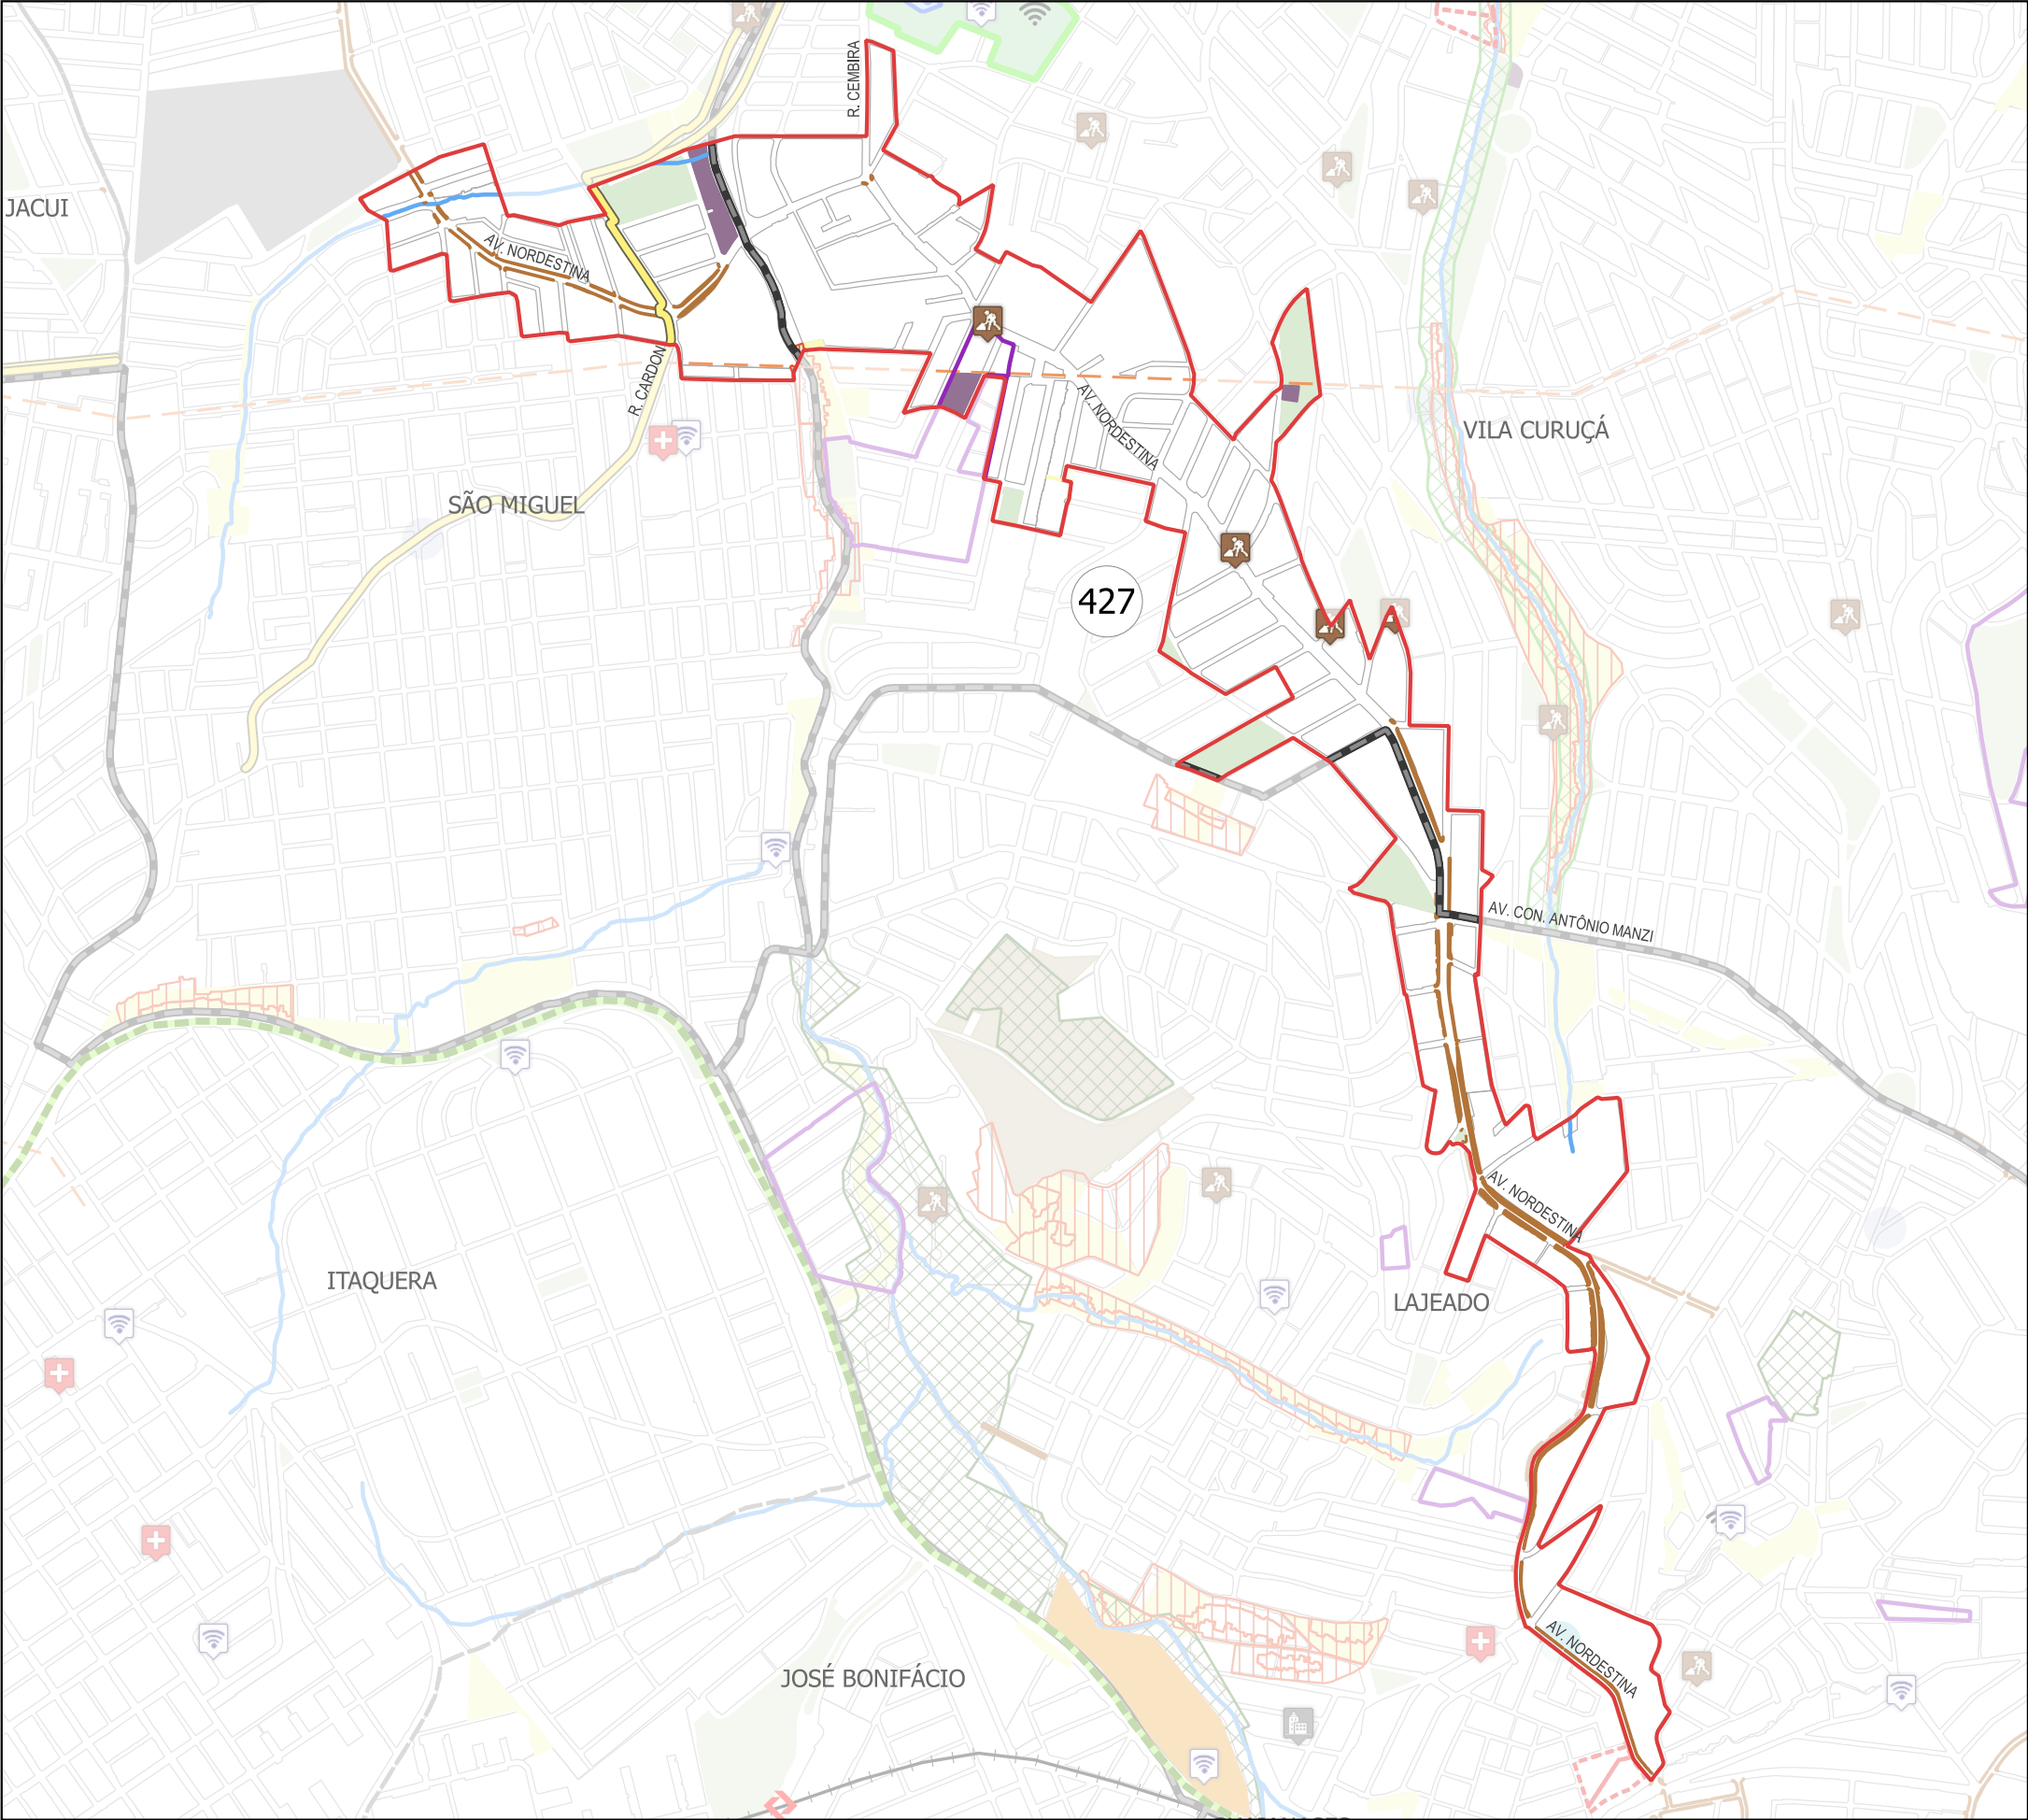 R. CEMBIRA
JACUI
AV. NORDESTINA
R. CARDON
AV. NORDESTINA
VILA CURUÇÁ
SÃO MIGUEL
427
AV. CON. ANTÔNIO MANZI
AV. NORDESTINA
ITAQUERA
LAJEADO
AV. NORDESTINA
JOSÉ BONIFÁCIO